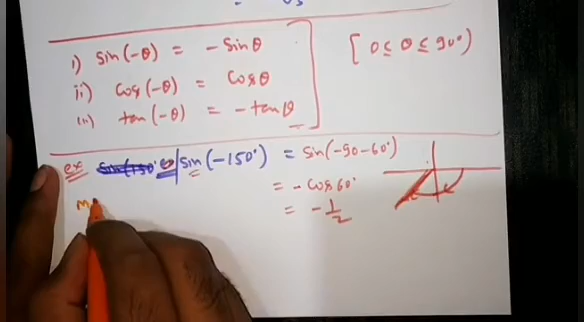 i) sin(-θ) = - sinθ
[0 ≤ θ ≤ 90°)
ii) cos(-θ) = cosθ
iii) tan(-θ) = - tanθ
ex sin(-150°) = sin(-90-60°)
= - cos60°
= - 1/2
M